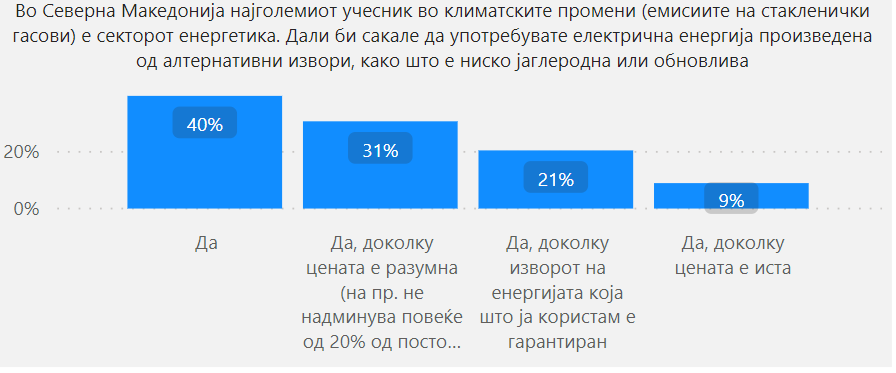 Во Северна Македонија најголемиот учесник во климатските промени (емисиите на стакленички
гасови) е секторот енергетика. Дали би сакале да употребувате електрична енергија произведена
од алтернативни извори, како што е ниско јаглеродна или обновлива
40%
31%
21%
9%
20%
0%
Да
Да, доколку
цената е разумна
(на пр. не
надминува повеќе
од 20% од посто...
Да, доколку
изворот на
енергијата која
што ја користам е
гарантиран
Да, доколку
цената е иста